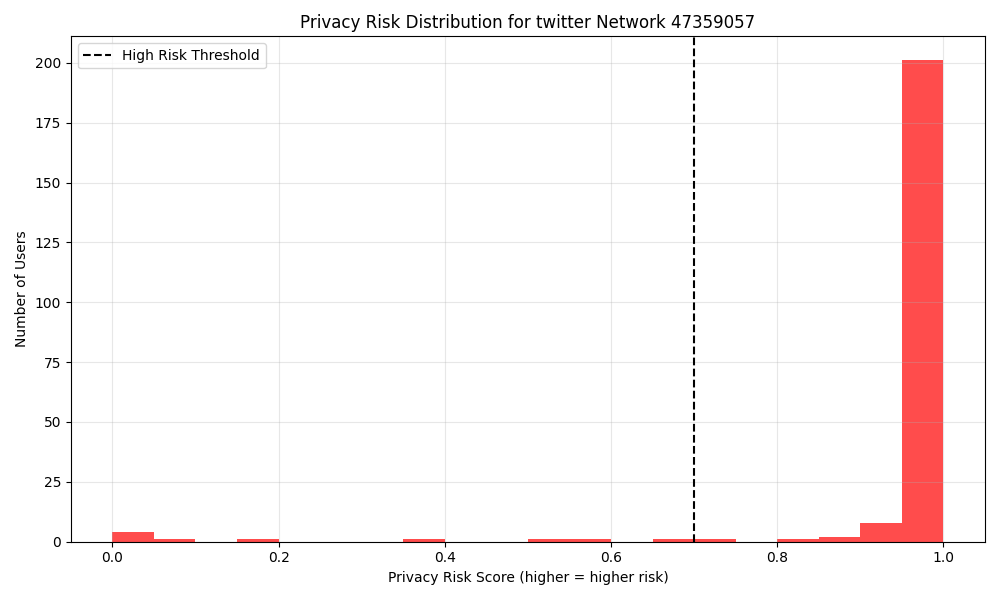 Privacy Risk Distribution for twitter Network 47359057
High Risk Threshold
200
175
150
125
100
75
50
25
0
Number of Users
0.0 0.2 0.4 0.6 0.8 1.0
Privacy Risk Score (higher = higher risk)